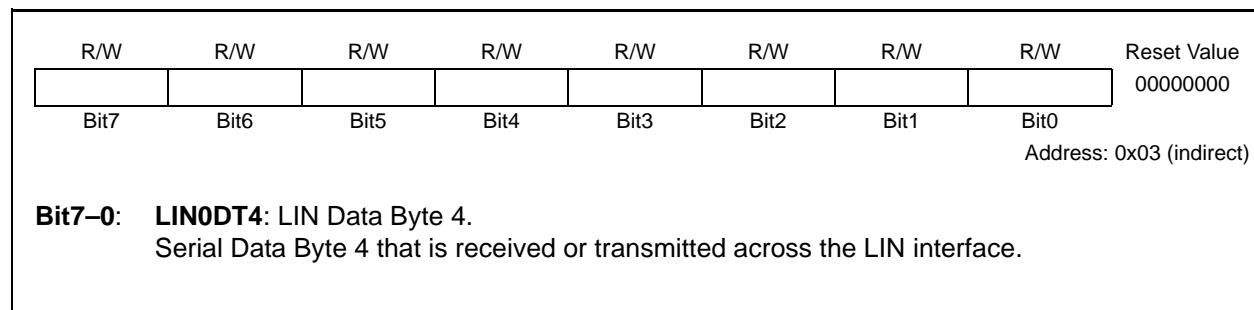 R/W R/W R/W R/W R/W R/W R/W R/W Reset Value
00000000
Bit7 Bit6 Bit5 Bit4 Bit3 Bit2 Bit1 Bit0
Address: 0x03 (indirect)
Bit7–0: LIN0DT4: LIN Data Byte 4.
Serial Data Byte 4 that is received or transmitted across the LIN interface.